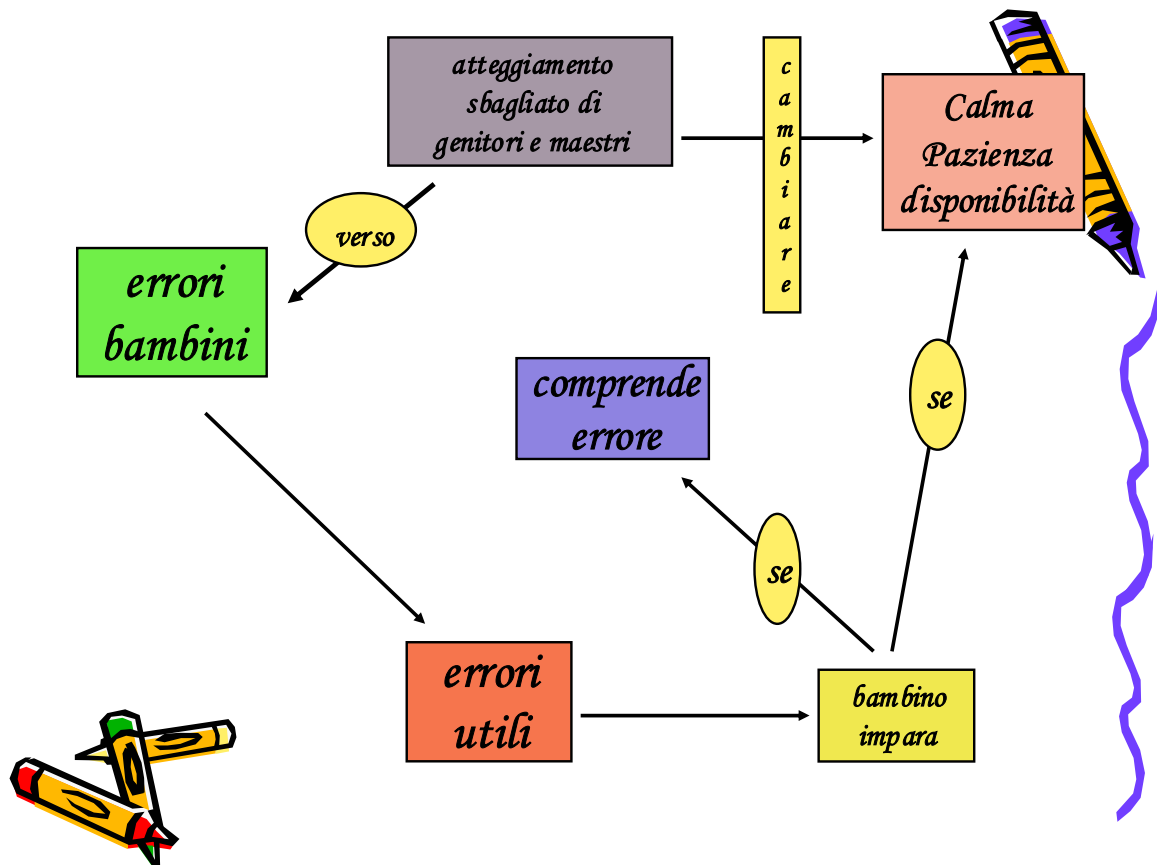 atteggiamento
sbagliato di
genitori e maestri
c
a
m
b
i
a
r
e
Calma
Pazienza
disponibilità
verso
errori
bambini
comprende
errore
se
se
errori
utili
bambino
impara